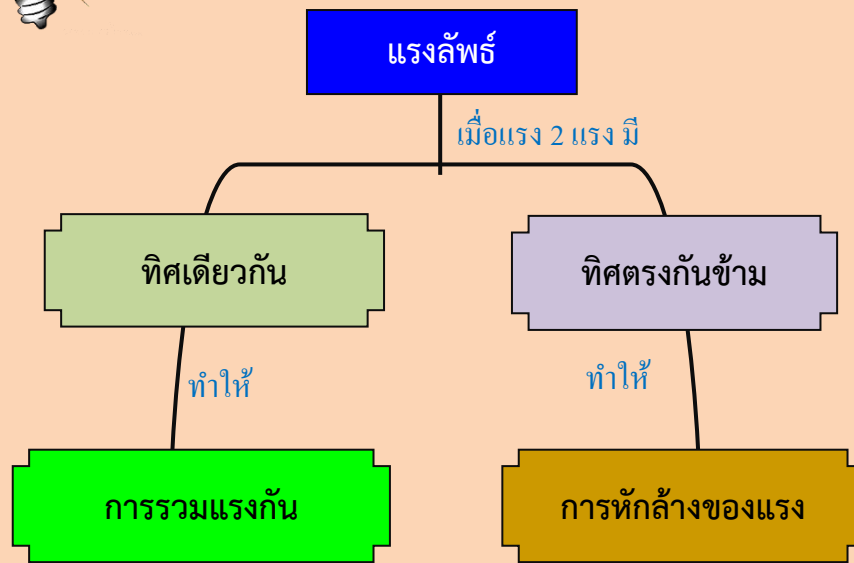 แรงลัพธ์
เมื่อแรง 2 แรง มี
ทิศเดียวกัน
ทิศตรงกันข้าม
ทำให้
ทำให้
การรวมแรงกัน
การหักล้างของแรง